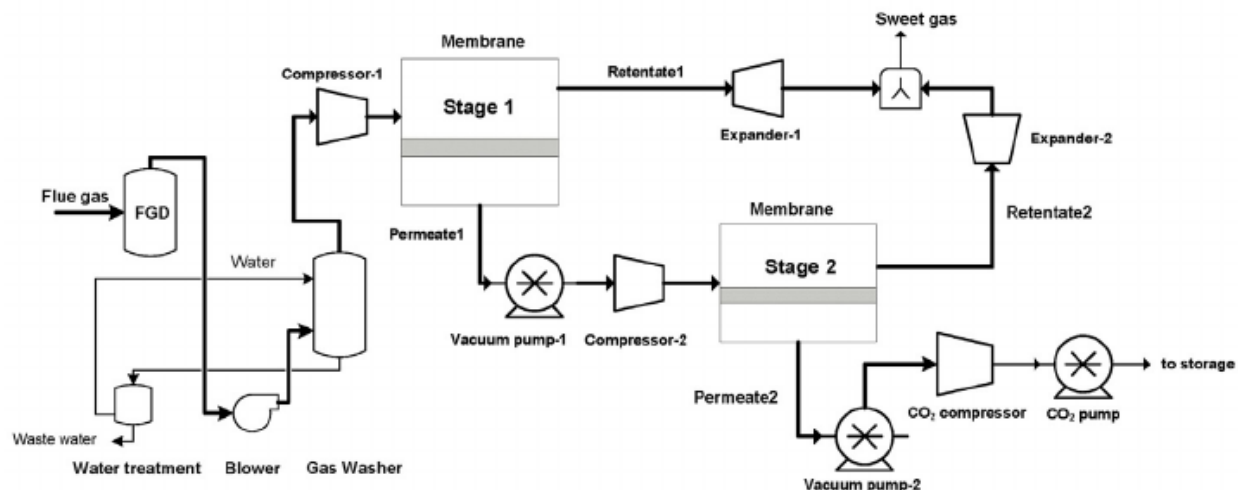 Sweet gas
Membrane
Compressor-1
Retentate1
Stage 1
Expander-1
Expander-2
Flue gas
FGD
Membrane
Retentate2
Permeate1
Water
Stage 2
Vacuum pump-1
Compressor-2
to storage
Permeate2
CO₂ compressor
CO₂ pump
Waste water
Water treatment
Blower
Gas Washer
Vacuum pump-2